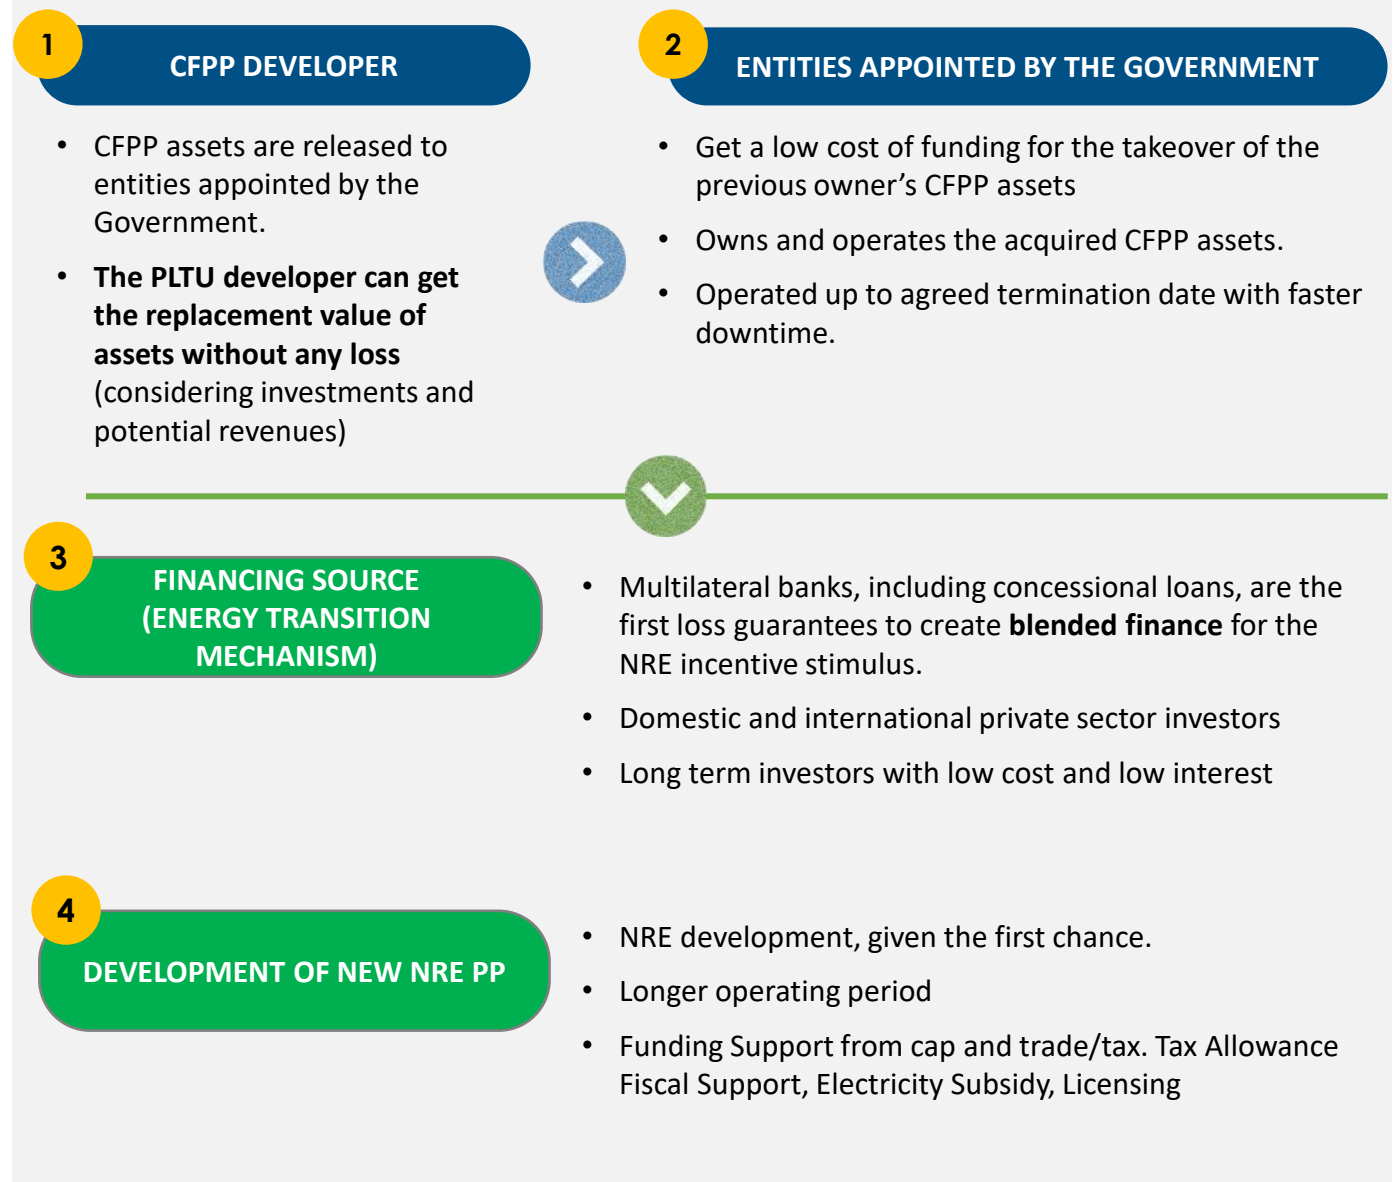 1
CFPP DEVELOPER
• CFPP assets are released to
entities appointed by the
Government.
• The PLTU developer can get
the replacement value of
assets without any loss
(considering investments and
potential revenues)
2
ENTITIES APPOINTED BY THE GOVERNMENT
• Get a low cost of funding for the takeover of the
previous owner’s CFPP assets
• Owns and operates the acquired CFPP assets.
• Operated up to agreed termination date with faster
downtime.
3
FINANCING SOURCE
(ENERGY TRANSITION
MECHANISM)
• Multilateral banks, including concessional loans, are the
first loss guarantees to create blended finance for the
NRE incentive stimulus.
• Domestic and international private sector investors
• Long term investors with low cost and low interest
4
DEVELOPMENT OF NEW NRE PP
• NRE development, given the first chance.
• Longer operating period
• Funding Support from cap and trade/tax. Tax Allowance
Fiscal Support, Electricity Subsidy, Licensing